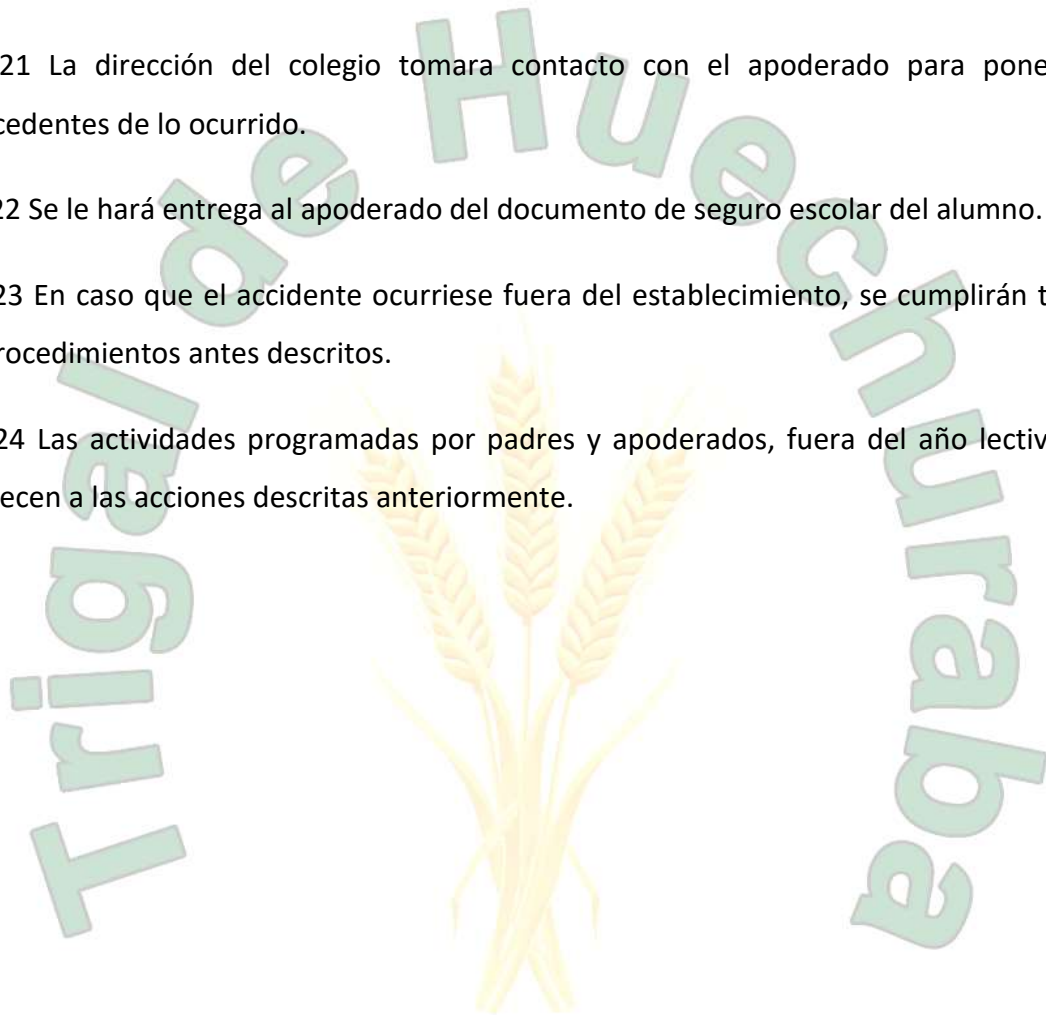 21 La dirección del colegio tomara contacto con el apoderado para pone
cedentes de lo ocurrido.
22 Se le hará entrega al apoderado del documento de seguro escolar del alumno.
23 En caso que el accidente ocurriese fuera del establecimiento, se cumplirán t
rocedimientos antes descritos.
24 Las actividades programadas por padres y apoderados, fuera del año lectiv
ecen a las acciones descritas anteriormente.
Trigal de Huechuraba